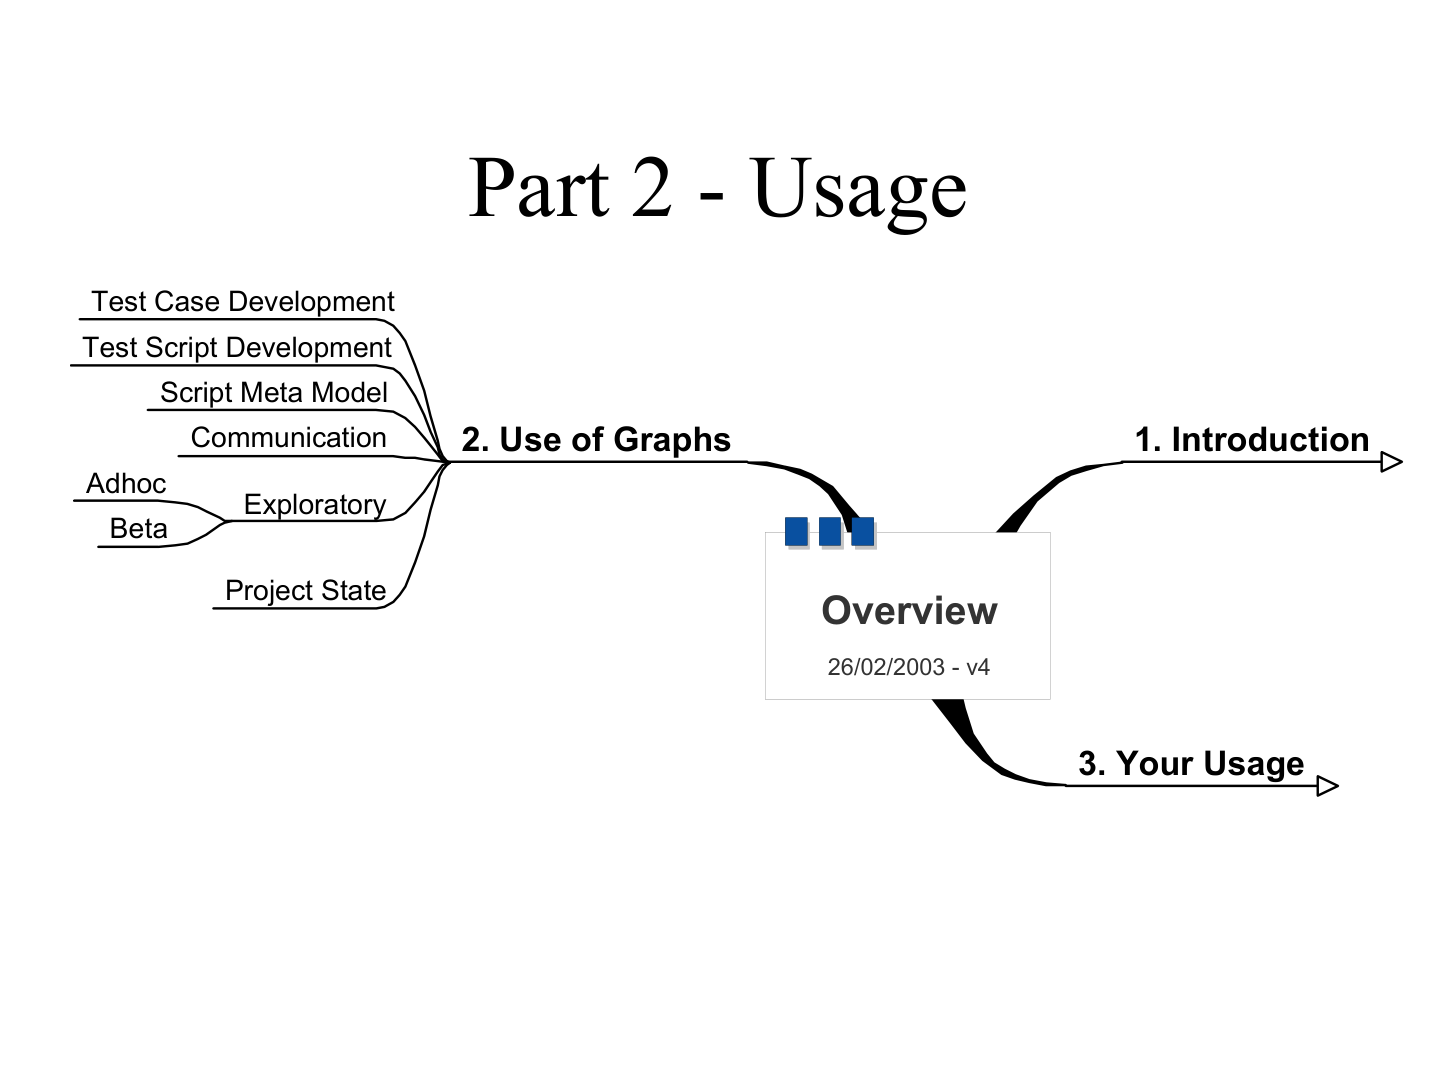 Part 2 - Usage
Test Case Development
Test Script Development
Script Meta Model
Communication
Adhoc
Beta
Exploratory
Project State
2. Use of Graphs
1. Introduction
Overview
26/02/2003 - v4
3. Your Usage